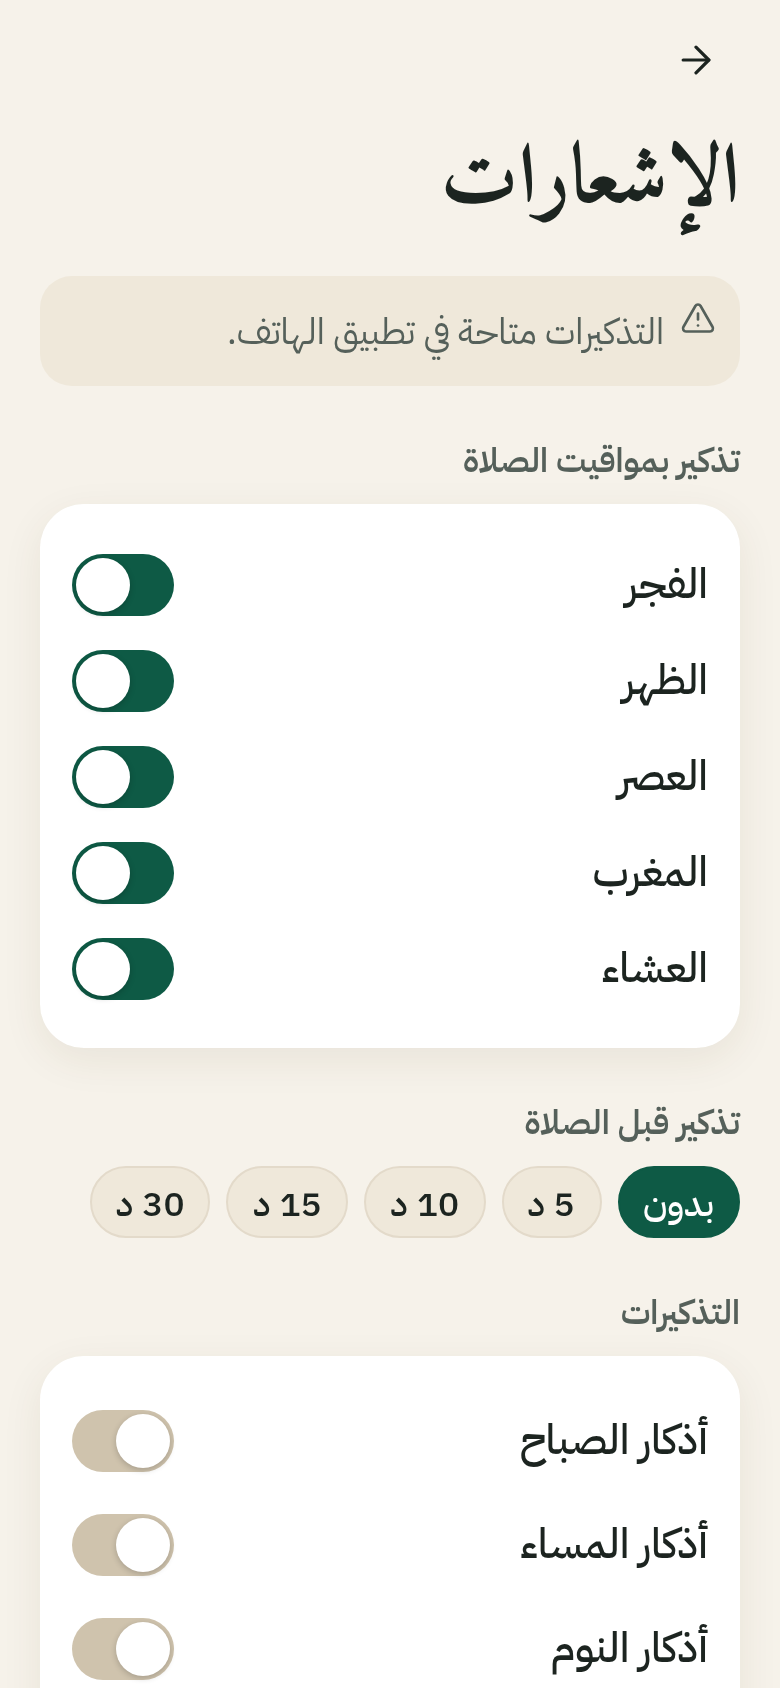 الإشعارات
التذكيرات متاحة في تطبيق الهاتف.
تذكير بمواقيت الصلاة
الفجر
الظهر
العصر
المغرب
العشاء
تذكير قبل الصلاة
بدون 5 د 10 د 15 د 30 د
التذكيرات
أذكار الصباح
أذكار المساء
أذكار النوم